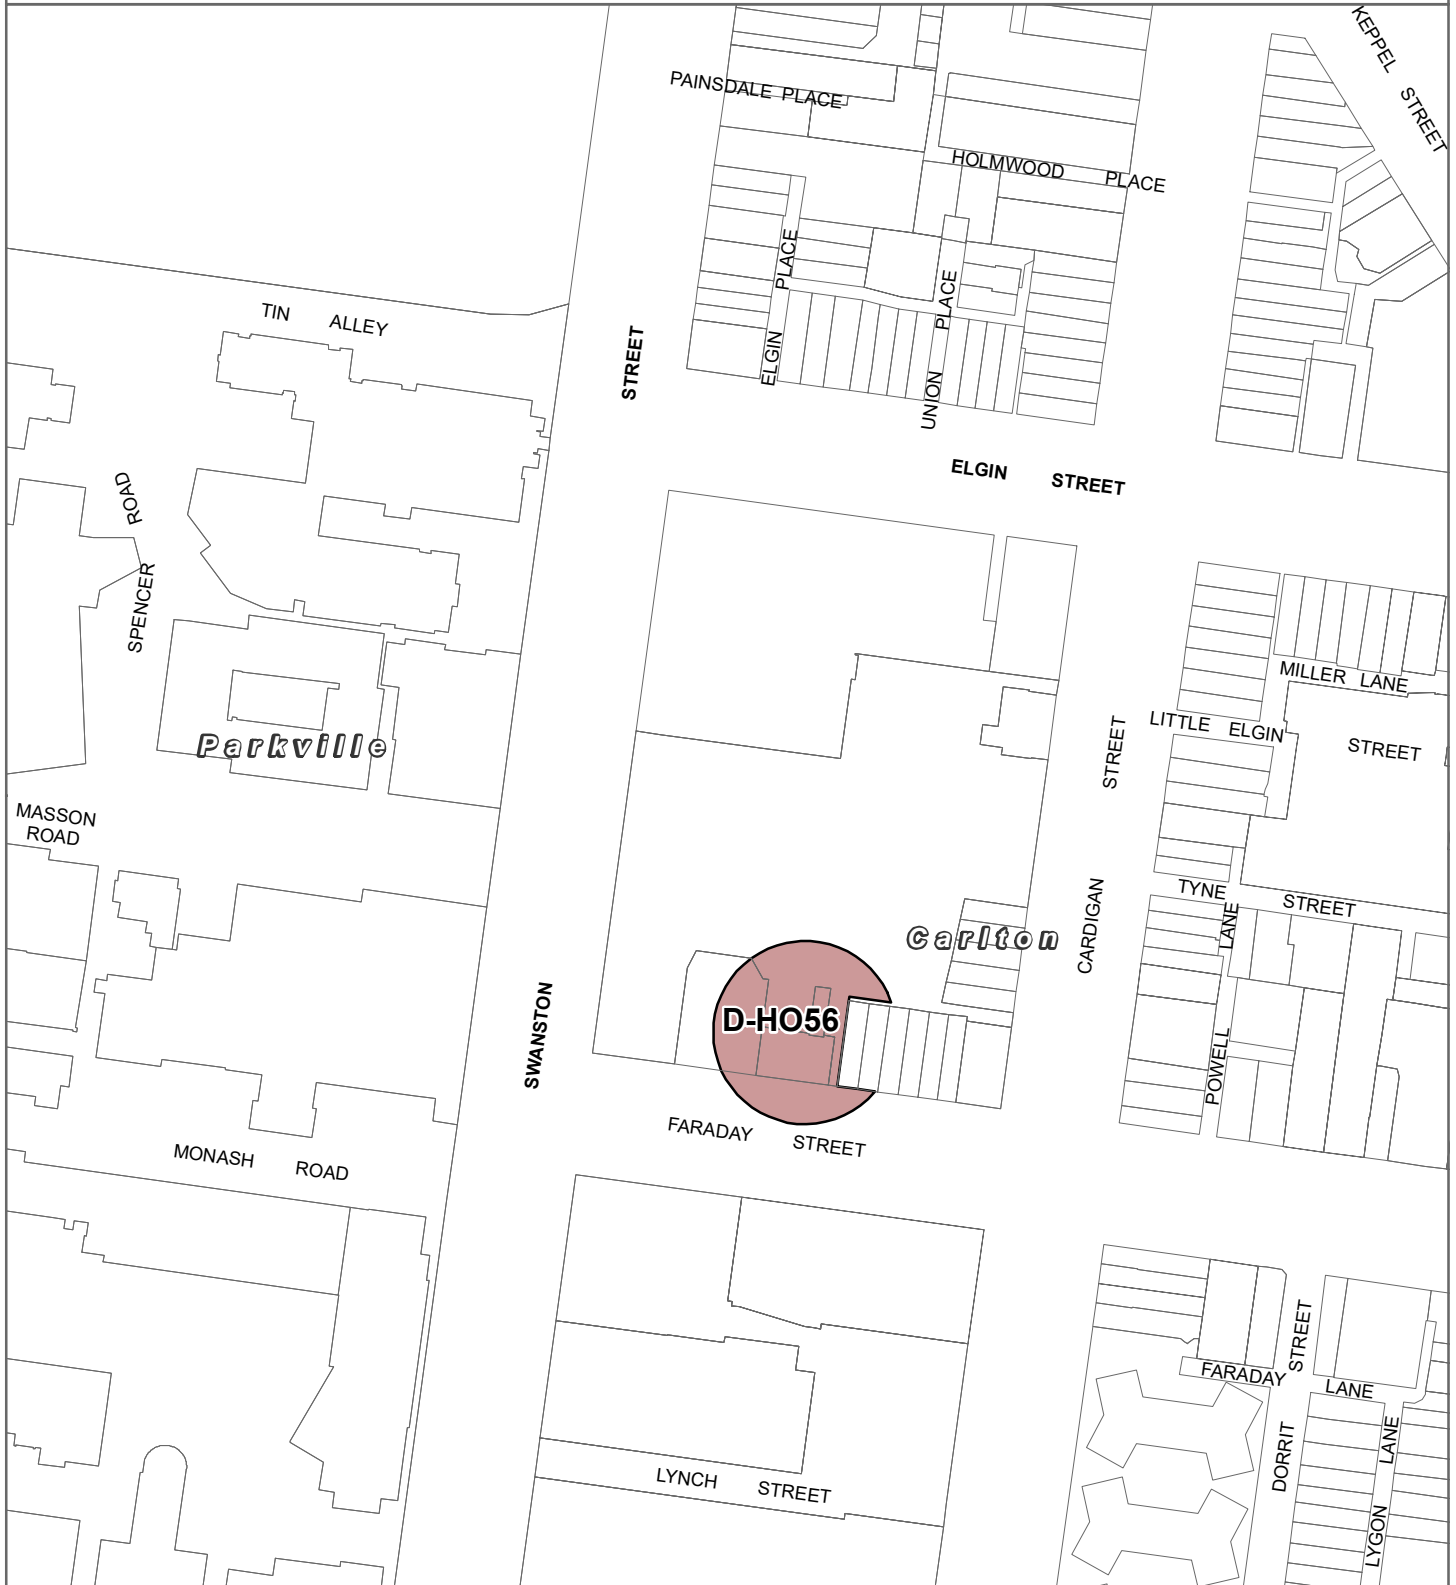 KEPPEL STREET
PAINSDALE PLACE
HOLMWOOD PLACE
ELGIN PLACE
UNION PLACE
TIN ALLEY
STREET
ELGIN STREET
SPENCER ROAD
MILLER LANE
LITTLE ELGIN STREET
Parkville
STREET
MASSON
ROAD
TYNE STREET
CARDIGAN
LANE
Carlton
D-HO56
SWANSTON
POWELL
FARADAY STREET
MONASH ROAD
STREET
FARADAY LANE
DORRIT
LANE
LYNCH STREET
LYGON